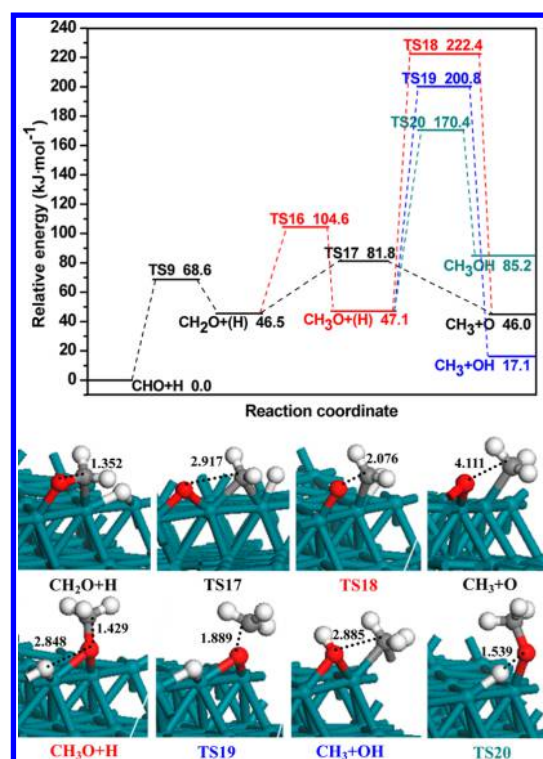 TS18 222.4
TS19 200.8
TS20 170.4
TS16 104.6
TS17 81.8
TS9 68.6
CH₃OH 85.2
CH₂O+(H) 46.5
CH₃O+(H) 47.1
CH₃+O 46.0
CH₃+OH 17.1
CHO+H 0.0
240
220
200
180
160
140
120
100
80
60
40
20
0
Relative energy (kJ·mol⁻¹)
Reaction coordinate
1.352
2.917
2.076
4.111
CH₂O+H
TS17
TS18
CH₃+O
2.848
1.429
1.889
2.885
1.539
CH₃O+H
TS19
CH₃+OH
TS20